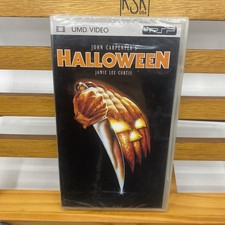 UMD VIDEO
PSP
JOHN CARPENTER'S
HALLOWEEN
JAMIE LEE CURTIS